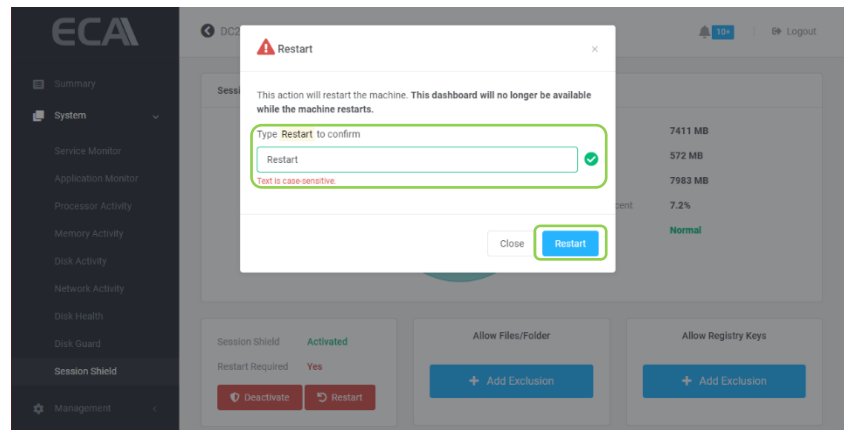 ECA
Summary
System
Service Monitor
Application Monitor
Processor Activity
Memory Activity
Disk Activity
Network Activity
Disk Health
Disk Guard
Session Shield
Management
DC2
10+
Logout
Sessi
Restart
×
This action will restart the machine. This dashboard will no longer be available
while the machine restarts.
Type Restart to confirm
Restart
Text is case-sensitive.
Close
Restart
7411 MB
572 MB
7983 MB
cent 7.2%
Normal
Session Shield Activated
Restart Required Yes
Deactivate
Restart
Allow Files/Folder
+ Add Exclusion
Allow Registry Keys
+ Add Exclusion